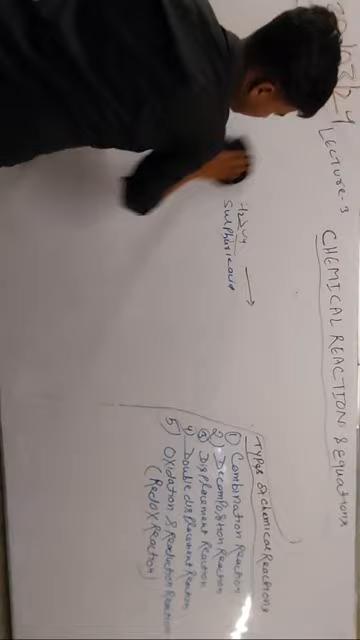 LECTURE-3
CHEMICAL REACTION & Equations
H2SO4 →
Sulphuric acid
Types of chemical Reactions
① Combination Reaction
2) Decomposition Reaction
③ Displacement Reaction
4) Double displacement Reaction
5) Oxidation & Reduction Reaction
(Redox Reaction)